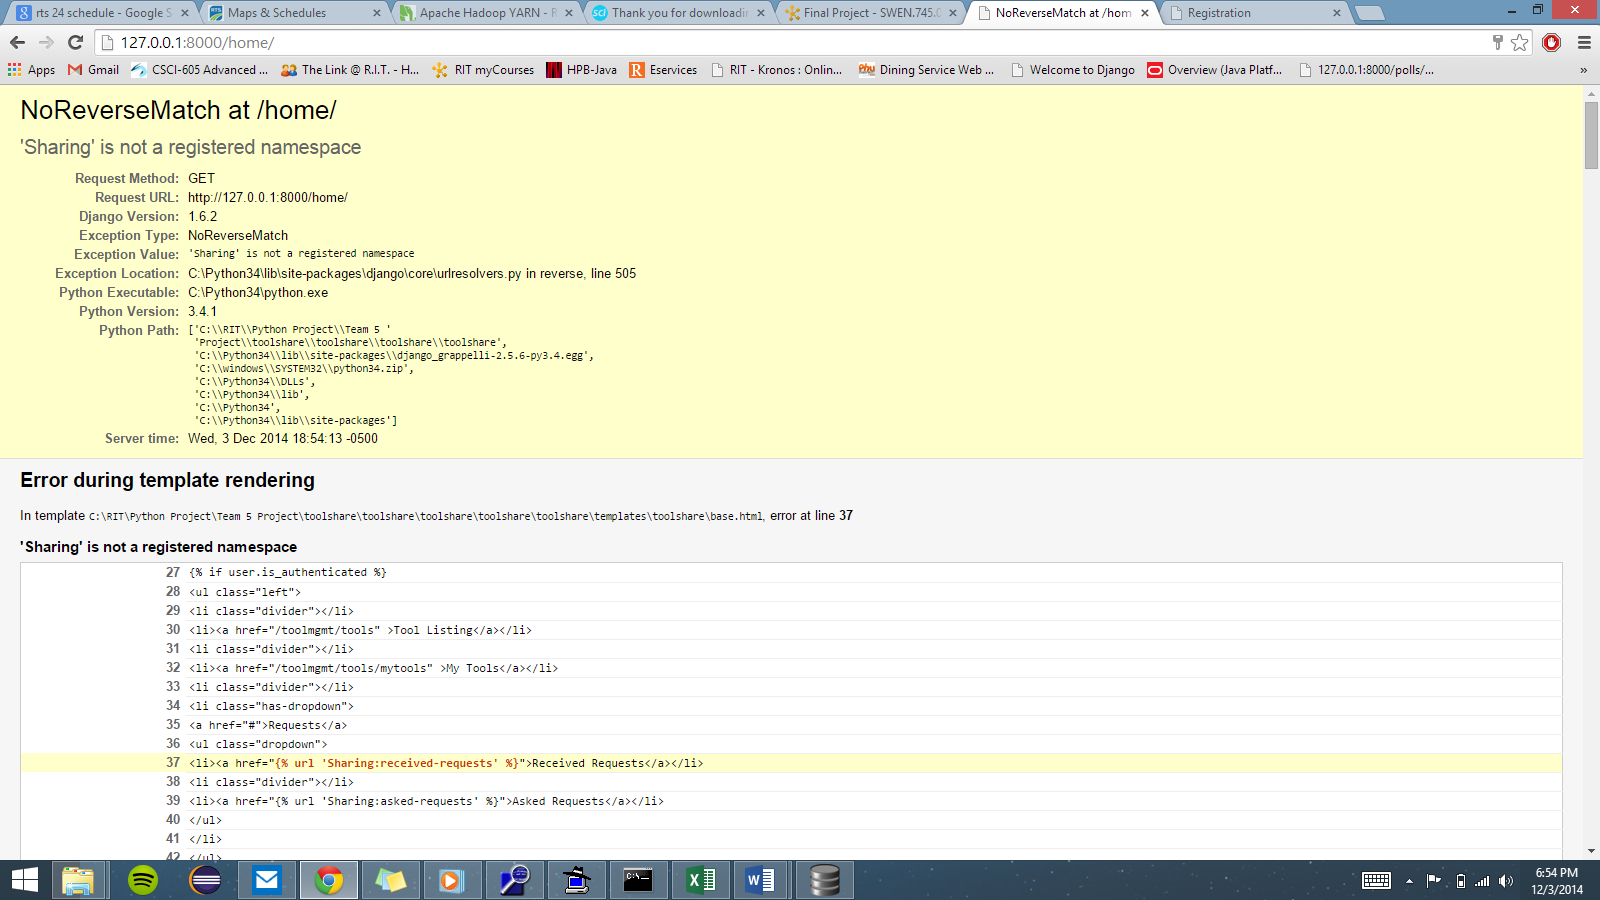 rts 24 schedule - Google S
Maps & Schedules
Apache Hadoop YARN - R
Thank you for downloadin
Final Project - SWEN.745.0
NoReverseMatch at /hom
Registration
127.0.0.1:8000/home/
Apps
Gmail
CSCI-605 Advanced ...
The Link @ R.I.T. - H...
RIT myCourses
HPB-Java
Eservices
RIT - Kronos : Onlin...
Dining Service Web ...
Welcome to Django
Overview (Java Platf...
127.0.0.1:8000/polls/...
»
NoReverseMatch at /home/
'Sharing' is not a registered namespace
Request Method: GET
Request URL: http://127.0.0.1:8000/home/
Django Version: 1.6.2
Exception Type: NoReverseMatch
Exception Value: 'Sharing' is not a registered namespace
Exception Location: C:\Python34\lib\site-packages\django\core\urlresolvers.py in reverse, line 505
Python Executable: C:\Python34\python.exe
Python Version: 3.4.1
Python Path: ['C:\\RIT\\Python Project\\Team 5 '
'Project\\toolshare\\toolshare\\toolshare\\toolshare',
'C:\\Python34\\lib\\site-packages\\django_grappelli-2.5.6-py3.4.egg',
'C:\\windows\\SYSTEM32\\python34.zip',
'C:\\Python34\\DLLs',
'C:\\Python34\\lib',
'C:\\Python34',
'C:\\Python34\\lib\\site-packages']
Server time: Wed, 3 Dec 2014 18:54:13 -0500
Error during template rendering
In template C:\RIT\Python Project\Team 5 Project\toolshare\toolshare\toolshare\toolshare\toolshare\templates\toolshare\base.html, error at line 37
'Sharing' is not a registered namespace
27 {% if user.is_authenticated %}
28 <ul class="left">
29 <li class="divider"></li>
30 <li><a href="/toolmgmt/tools" >Tool Listing</a></li>
31 <li class="divider"></li>
32 <li><a href="/toolmgmt/tools/mytools" >My Tools</a></li>
33 <li class="divider"></li>
34 <li class="has-dropdown">
35 <a href="#">Requests</a>
36 <ul class="dropdown">
37 <li><a href="{% url 'Sharing:received-requests' %}">Received Requests</a></li>
38 <li class="divider"></li>
39 <li><a href="{% url 'Sharing:asked-requests' %}">Asked Requests</a></li>
40 </ul>
41 </li>
42 </ul>
6:54 PM
12/3/2014